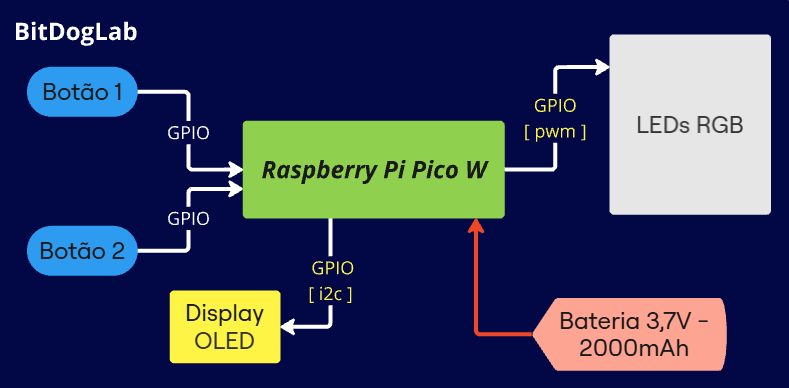 BitDogLab
Botão 1
GPIO
Raspberry Pi Pico W
GPIO
[ pwm ]
LEDs RGB
GPIO
Botão 2
GPIO
[ i2c ]
Display
OLED
Bateria 3,7V -
2000mAh